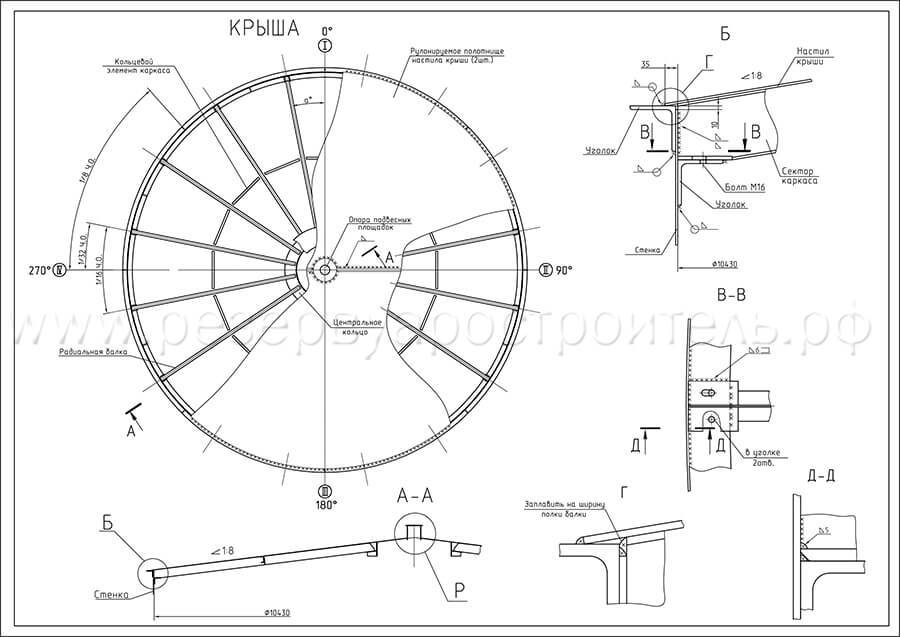 КРЫША
0°
I
Рулонируемое полотнище
настила крыши (2шт.)
Кольцевой
элемент каркаса
a°
1/8 ч.о.
1/32 ч.о.
1/16 ч.о.
Опора подвесных
площадок
А
270°
IV
II
90°
Центральное
кольцо
Радиальная балка
А
III
180°
Б
35
Г
1:8
Настил
крыши
10
В
В
Уголок
Сектор
каркаса
Болт М16
Уголок
Стенка
Ø10430
В-В
6
Д
Д
в уголке
2отв.
www.резервуаростроитель.рф
А-А
Б
1:8
Стенка
Р
Ø10430
Г
Заплавить на ширину
полки балки
Д-Д
5